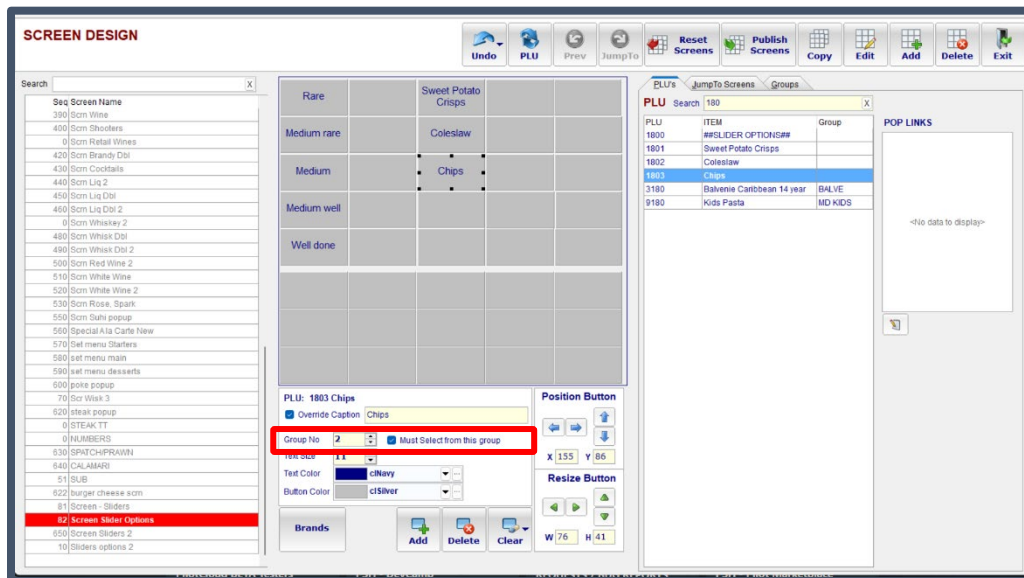 SCREEN DESIGN
Undo
PLU
Prev
JumpTo
Reset Screens
Publish Screens
Copy
Edit
Add
Delete
Exit
Search X
Seq Screen Name
390 Scrn Wine
400 Scrn Shooters
0 Scrn Retail Wines
420 Scrn Brandy Dbl
430 Scrn Cocktails
440 Scrn Liq 2
450 Scrn Liq Dbl
460 Scrn Liq Dbl 2
0 Scrn Whiskey 2
480 Scrn Whisk Dbl
490 Scrn Whisk Dbl 2
500 Scrn Red Wine 2
510 Scrn White Wine
520 Scrn White Wine 2
530 Scrn Rose, Spark
550 Scrn Suhi popup
560 Special A la Carte New
570 Set menu Starters
580 set menu main
590 set menu desserts
600 poke popup
70 Scr Wisk 3
620 steak popup
0 STEAK TT
0 NUMBERS
630 SPATCH/PRAWN
640 CALAMARI
51 SUB
622 burger cheese scrn
81 Screen - Sliders
82 Screen Slider Options
650 Screen Sliders 2
10 Sliders options 2
Rare
Sweet Potato Crisps
Medium rare
Coleslaw
Medium
Chips
Medium well
Well done
PLU: 1803 Chips
Override Caption Chips
Group No 2 Must Select from this group
Text Size 11
Text Color clNavy
Button Color clSilver
Brands
Add
Delete
Clear
Position Button
X 155 Y 86
Resize Button
W 76 H 41
PLU's JumpTo Screens Groups
PLU Search 180 X
PLU ITEM Group
1800 ##SLIDER OPTIONS##
1801 Sweet Potato Crisps
1802 Coleslaw
1803 Chips
3180 Balvenie Caribbean 14 year BALVE
9180 Kids Pasta MD KIDS
POP LINKS
<No data to display>